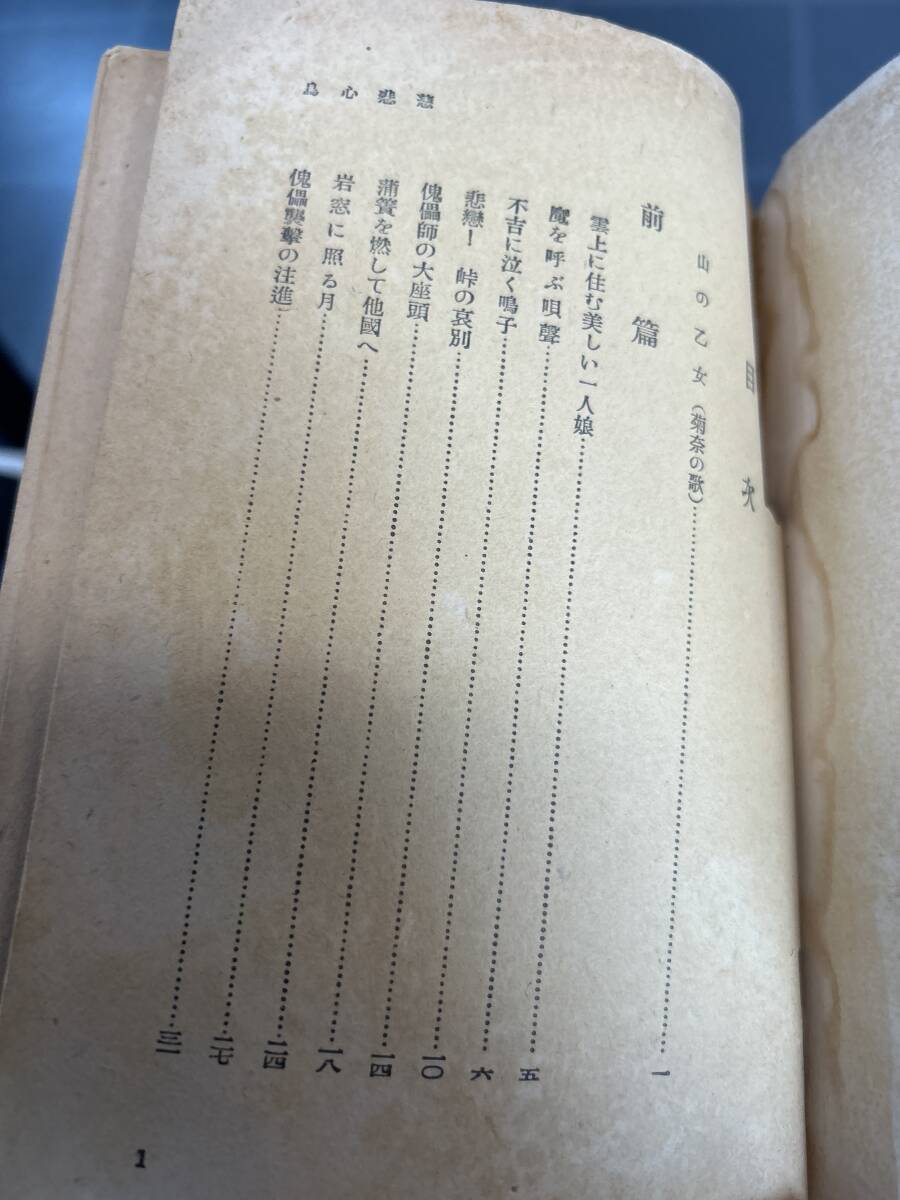 慈悲心鳥
目次
山の乙女(菊奈の歌)……一
前篇
雲上に住む美しい一人娘……五
魔を呼ぶ唄聲……六
不吉に泣く鳴子……一〇
悲戀! 峠の哀別……一四
傀儡師の大座頭……一八
蒲簀を燃して他國へ……二四
岩窓に照る月……二七
傀儡襲擊の注進……三一
1